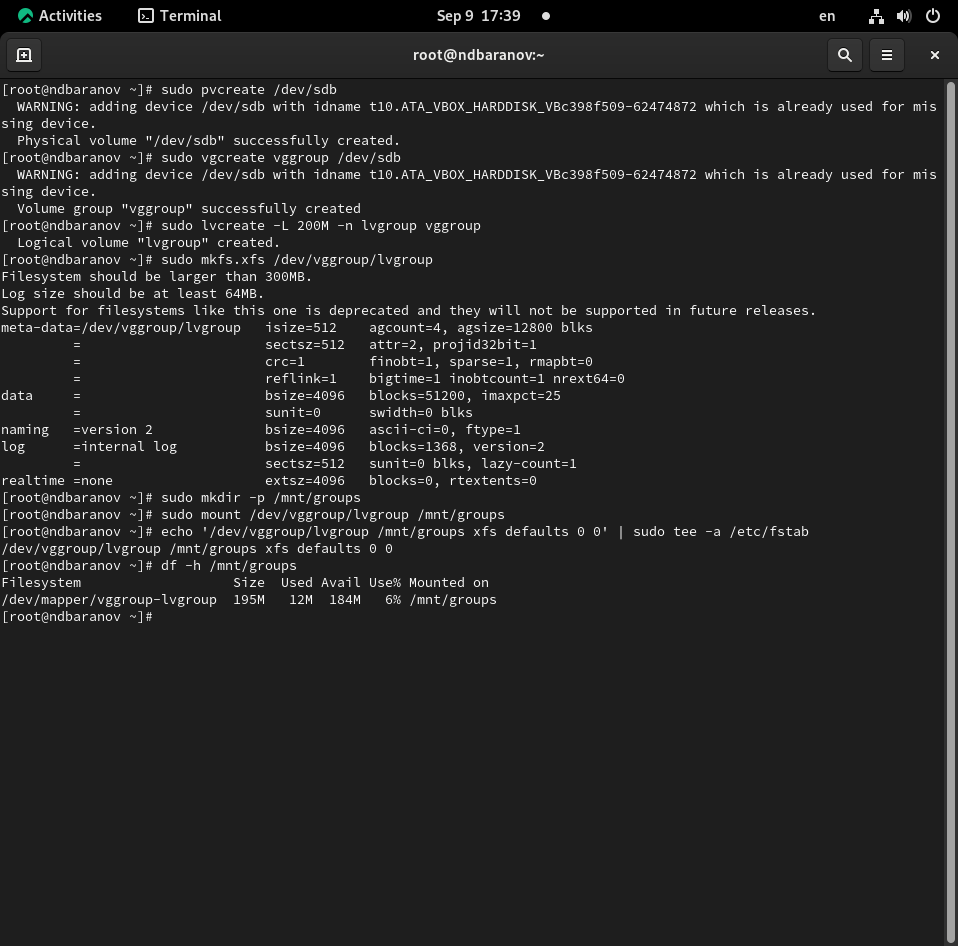 Activities Terminal Sep 9 17:39 en
root@ndbaranov:~
[root@ndbaranov ~]# sudo pvcreate /dev/sdb
  WARNING: adding device /dev/sdb with idname t10.ATA_VBOX_HARDDISK_VBc398f509-62474872 which is already used for mis
sing device.
  Physical volume "/dev/sdb" successfully created.
[root@ndbaranov ~]# sudo vgcreate vggroup /dev/sdb
  WARNING: adding device /dev/sdb with idname t10.ATA_VBOX_HARDDISK_VBc398f509-62474872 which is already used for mis
sing device.
  Volume group "vggroup" successfully created
[root@ndbaranov ~]# sudo lvcreate -L 200M -n lvgroup vggroup
  Logical volume "lvgroup" created.
[root@ndbaranov ~]# sudo mkfs.xfs /dev/vggroup/lvgroup
Filesystem should be larger than 300MB.
Log size should be at least 64MB.
Support for filesystems like this one is deprecated and they will not be supported in future releases.
meta-data=/dev/vggroup/lvgroup   isize=512    agcount=4, agsize=12800 blks
         =                       sectsz=512   attr=2, projid32bit=1
         =                       crc=1        finobt=1, sparse=1, rmapbt=0
         =                       reflink=1    bigtime=1 inobtcount=1 nrext64=0
data     =                       bsize=4096   blocks=51200, imaxpct=25
         =                       sunit=0      swidth=0 blks
naming   =version 2              bsize=4096   ascii-ci=0, ftype=1
log      =internal log           bsize=4096   blocks=1368, version=2
         =                       sectsz=512   sunit=0 blks, lazy-count=1
realtime =none                   extsz=4096   blocks=0, rtextents=0
[root@ndbaranov ~]# sudo mkdir -p /mnt/groups
[root@ndbaranov ~]# sudo mount /dev/vggroup/lvgroup /mnt/groups
[root@ndbaranov ~]# echo '/dev/vggroup/lvgroup /mnt/groups xfs defaults 0 0' | sudo tee -a /etc/fstab
/dev/vggroup/lvgroup /mnt/groups xfs defaults 0 0
[root@ndbaranov ~]# df -h /mnt/groups
Filesystem                   Size  Used Avail Use% Mounted on
/dev/mapper/vggroup-lvgroup  195M   12M  184M   6% /mnt/groups
[root@ndbaranov ~]#